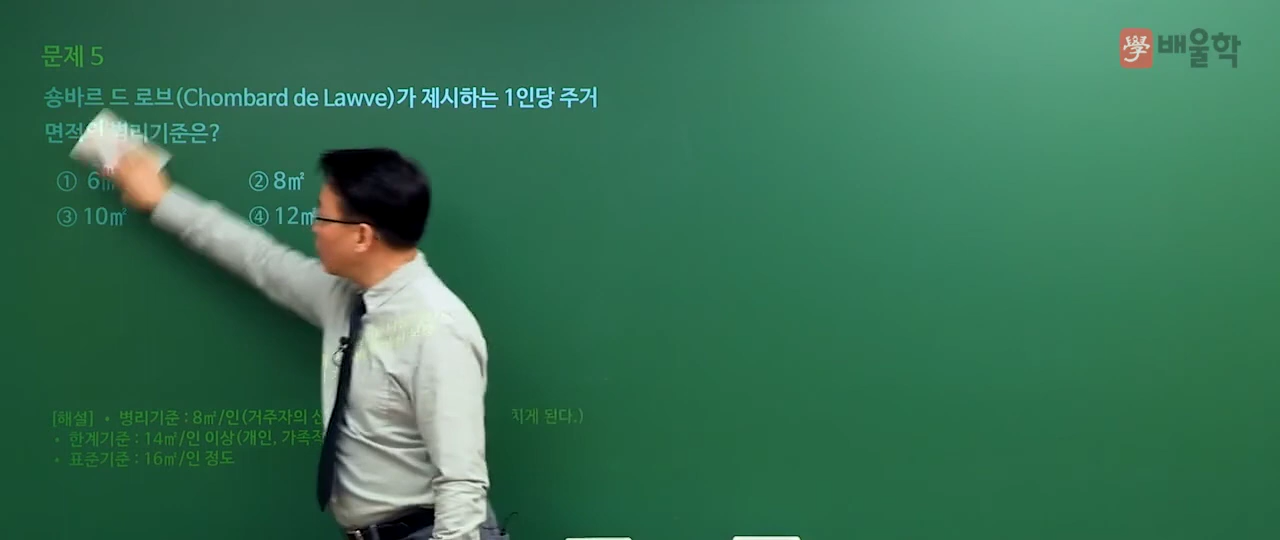 學 배울학
문제 5
숑바르 드 로브(Chombard de Lawve)가 제시하는 1인당 주거
면적의 병리기준은?
① 6㎡ ② 8㎡
③ 10㎡ ④ 12㎡
[해설] • 병리기준 : 8㎡/인(거주자의 신 치게 된다.)
• 한계기준 : 14㎡/인 이상(개인, 가족적
• 표준기준 : 16㎡/인 정도